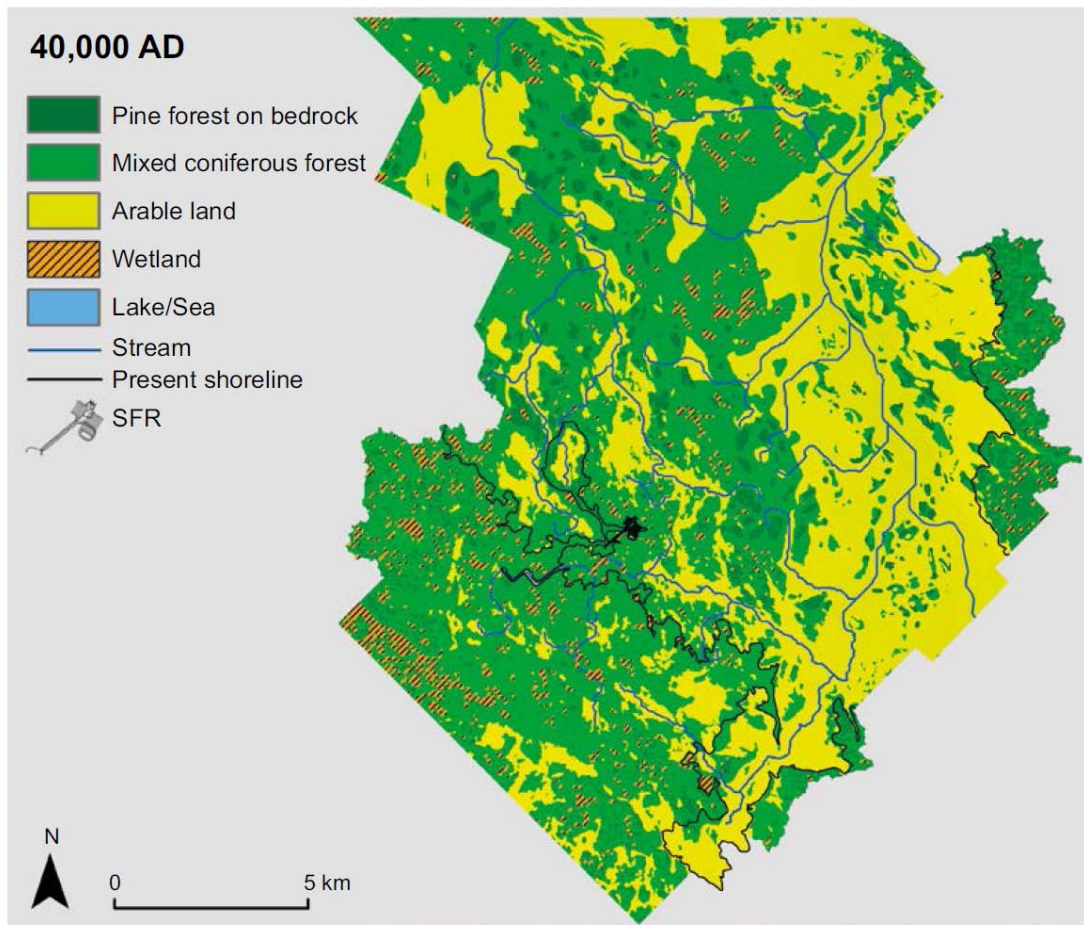 40,000 AD
Pine forest on bedrock
Mixed coniferous forest
Arable land
Wetland
Lake/Sea
Stream
Present shoreline
SFR
N
0 5 km